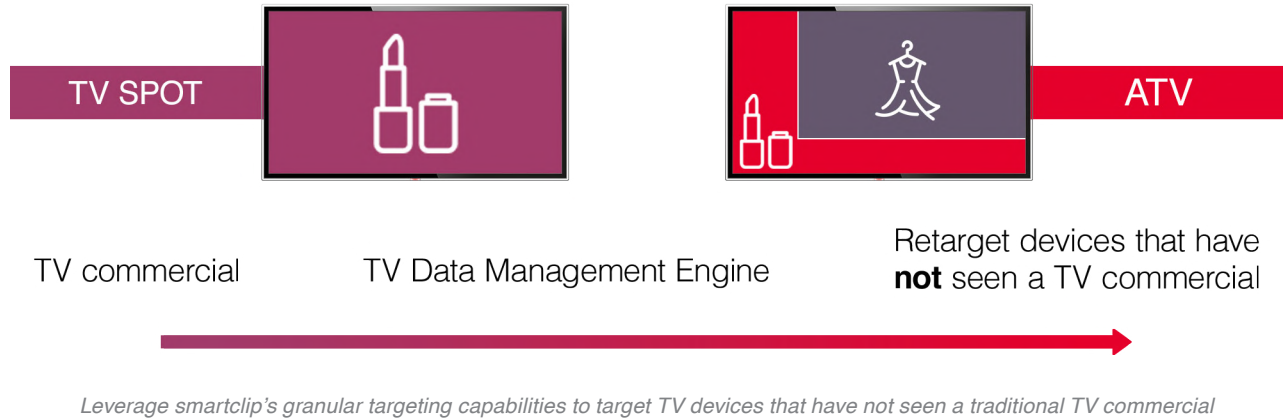 TV SPOT
ATV
TV commercial
TV Data Management Engine
Retarget devices that have
not seen a TV commercial
Leverage smartclip's granular targeting capabilities to target TV devices that have not seen a traditional TV commercial